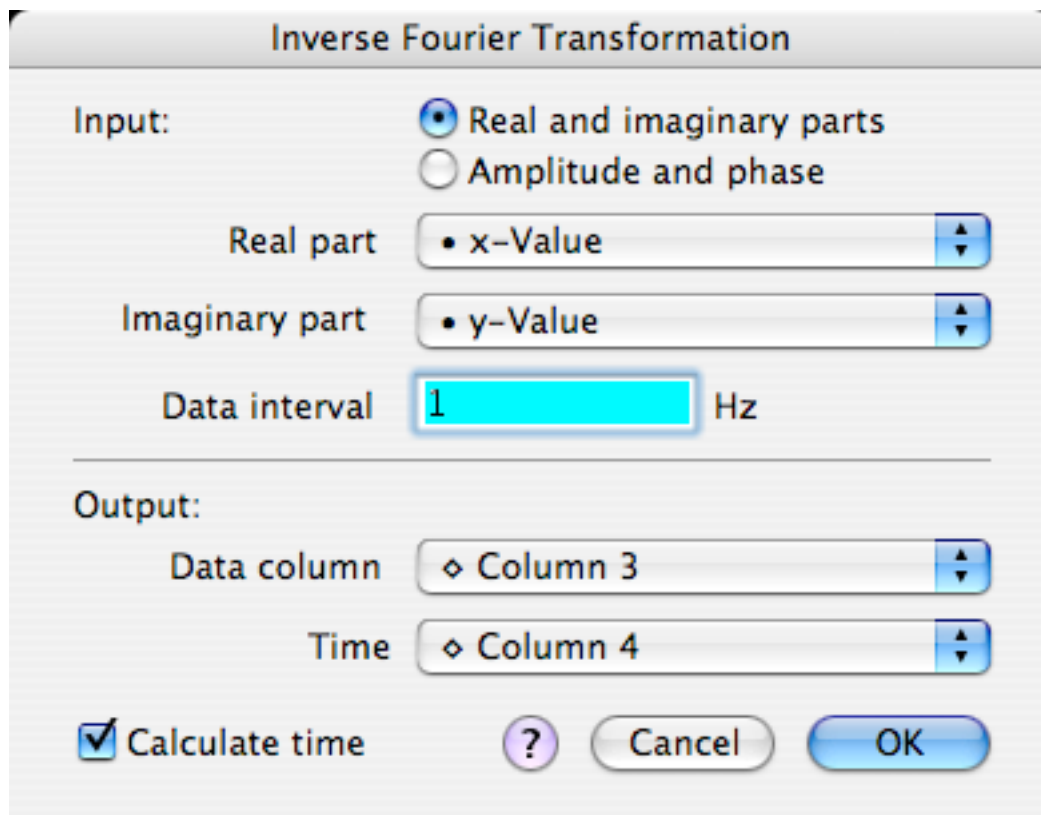 Inverse Fourier Transformation
Input: Real and imaginary parts
Amplitude and phase
Real part • x-Value
Imaginary part • y-Value
Data interval 1 Hz
Output:
Data column ⋄ Column 3
Time ⋄ Column 4
Calculate time ? Cancel OK